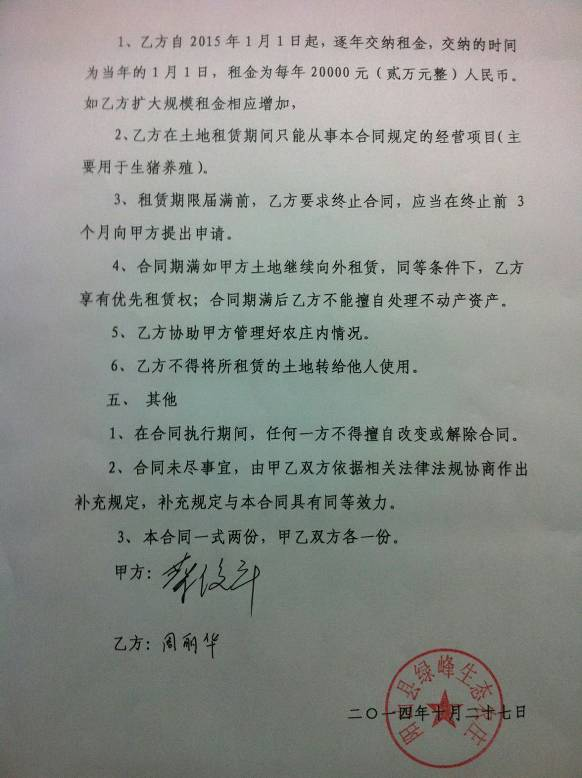 1、乙方自2015年1月1日起，逐年交纳租金，交纳的时间
为当年的1月1日，租金为每年20000元（贰万元整）人民币。
如乙方扩大规模租金相应增加，
2、乙方在土地租赁期间只能从事本合同规定的经营项目(主
要用于生猪养殖)。
3、租赁期限届满前，乙方要求终止合同，应当在终止前 3
个月向甲方提出申请。
4、合同期满如甲方土地继续向外租赁，同等条件下，乙方
享有优先租赁权；合同期满后乙方不能擅自处理不动产资产。
5、乙方协助甲方管理好农庄内情况。
6、乙方不得将所租赁的土地转给他人使用。
五、 其他
1、在合同执行期间，任何一方不得擅自改变或解除合同。
2、合同未尽事宜，由甲乙双方依据相关法律法规协商作出
补充规定，补充规定与本合同具有同等效力。
3、本合同一式两份，甲乙双方各一份。
甲方：
乙方：周丽华
县绿峰生态农庄
二〇一四年十月二十七日